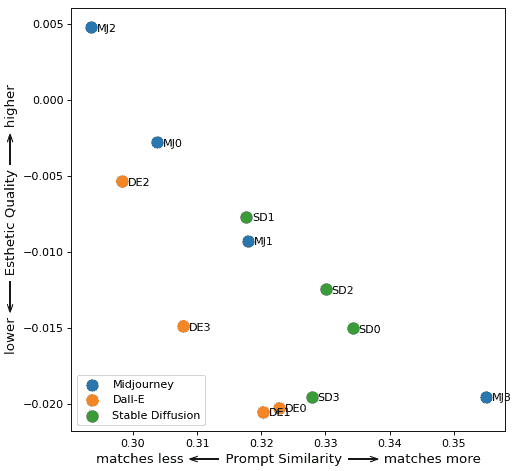 0.005
0.000
−0.005
−0.010
−0.015
−0.020
lower ⟵ Esthetic Quality ⟶ higher
MJ2
MJ0
DE2
SD1
MJ1
SD2
DE3
SD0
SD3
MJ3
DE0
DE1
Midjourney
Dall-E
Stable Diffusion
0.30 0.31 0.32 0.33 0.34 0.35
matches less ⟵ Prompt Similarity ⟶ matches more